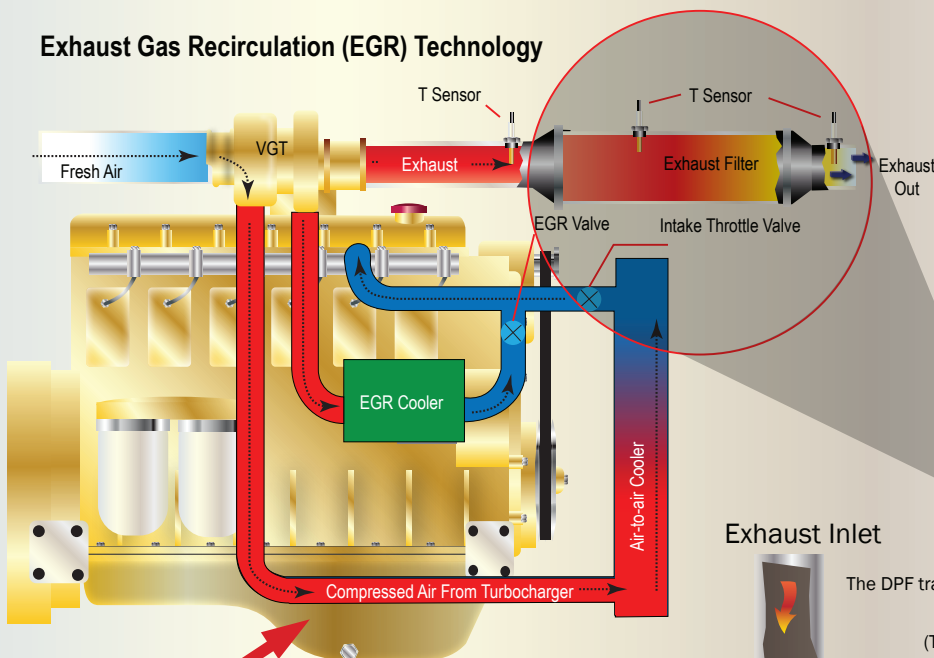 Exhaust Gas Recirculation (EGR) Technology
T Sensor
T Sensor
VGT
Fresh Air
Exhaust
Exhaust Filter
Exhaust
Out
EGR Valve
Intake Throttle Valve
EGR Cooler
Air-to-air Cooler
Compressed Air From Turbocharger
Exhaust Inlet
The DPF